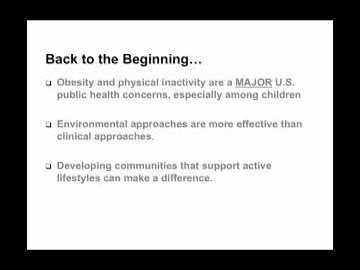 Back to the Beginning…
Obesity and physical inactivity are a MAJOR U.S.
public health concerns, especially among children
Environmental approaches are more effective than
clinical approaches.
Developing communities that support active
lifestyles can make a difference.